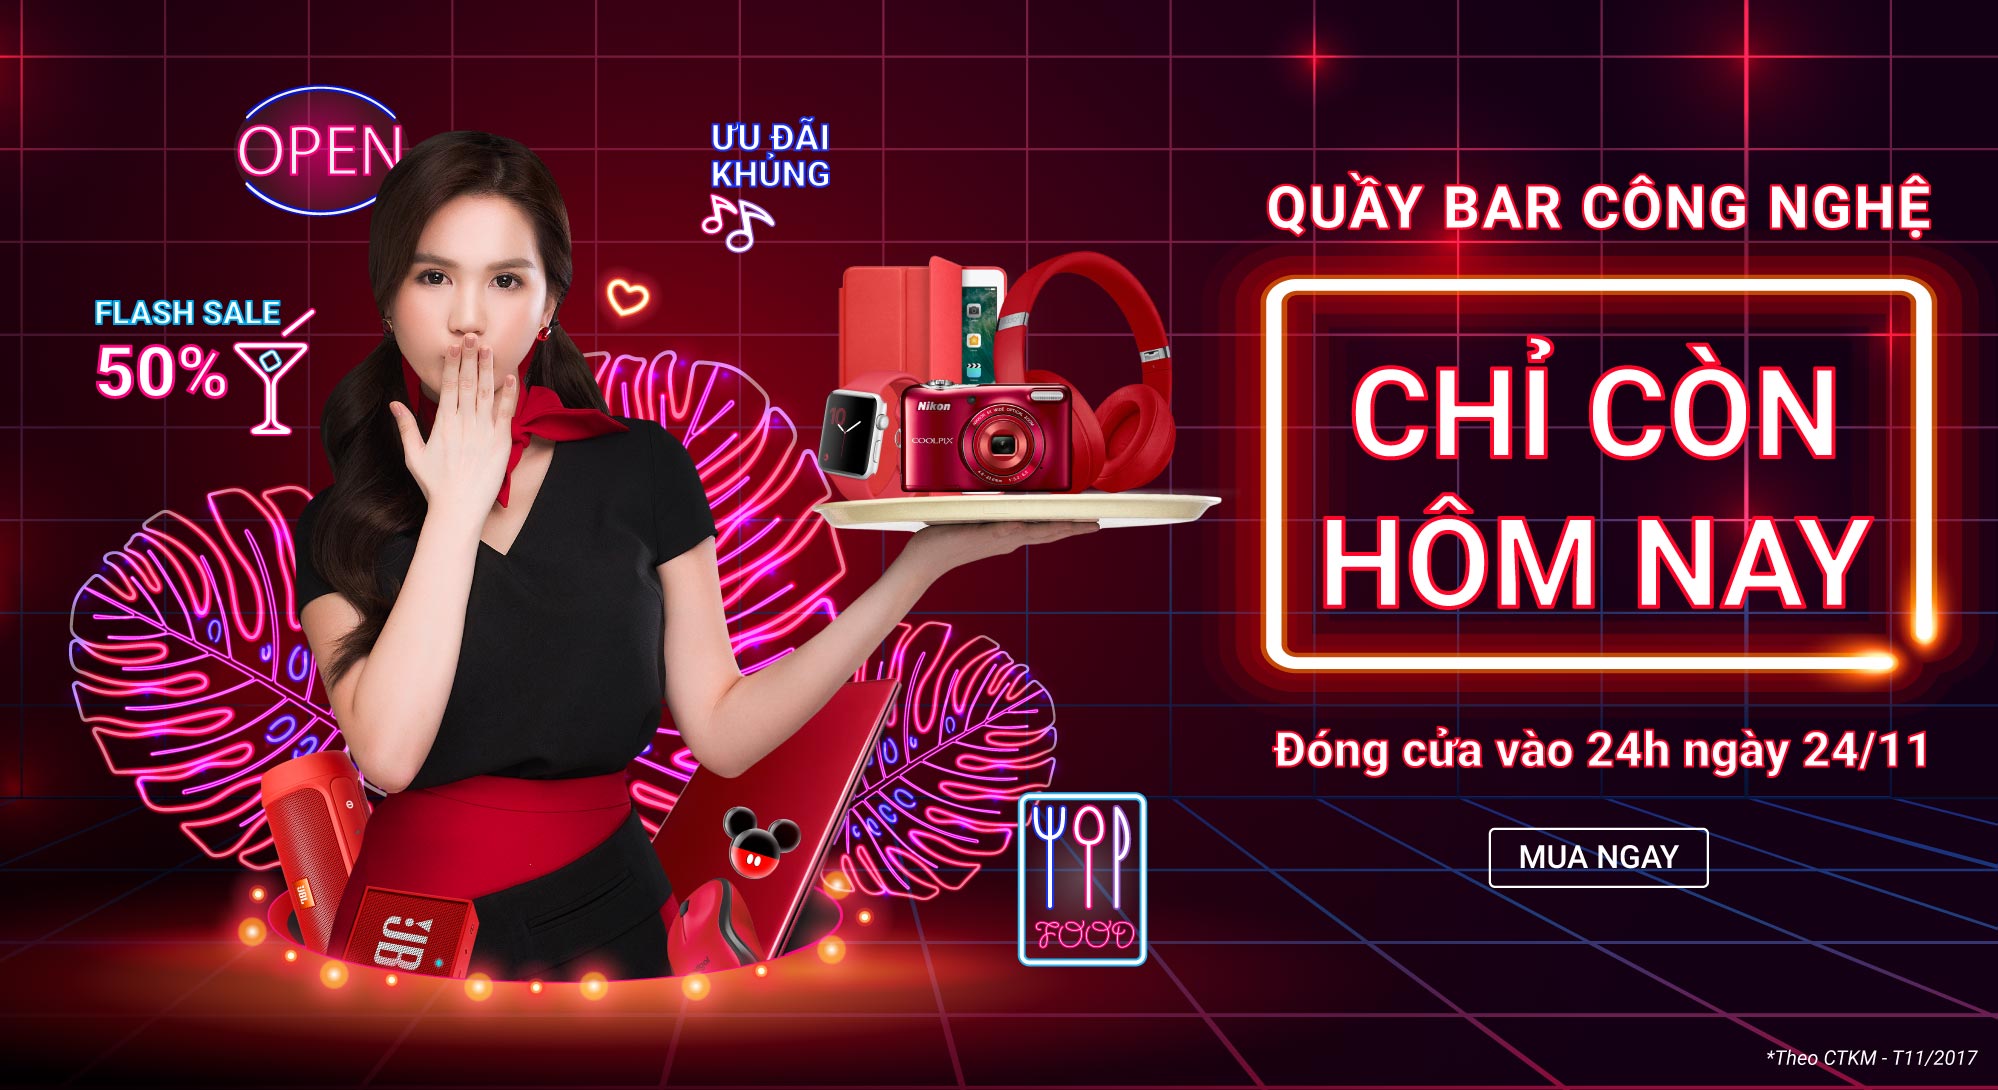 OPEN
ƯU ĐÃI
KHỦNG
FLASH SALE
50%
Nikon
COOLPIX
JBL
JBL
FOOD
QUẦY BAR CÔNG NGHỆ
CHỈ CÒN
HÔM NAY
Đóng cửa vào 24h ngày 24/11
MUA NGAY
*Theo CTKM - T11/2017